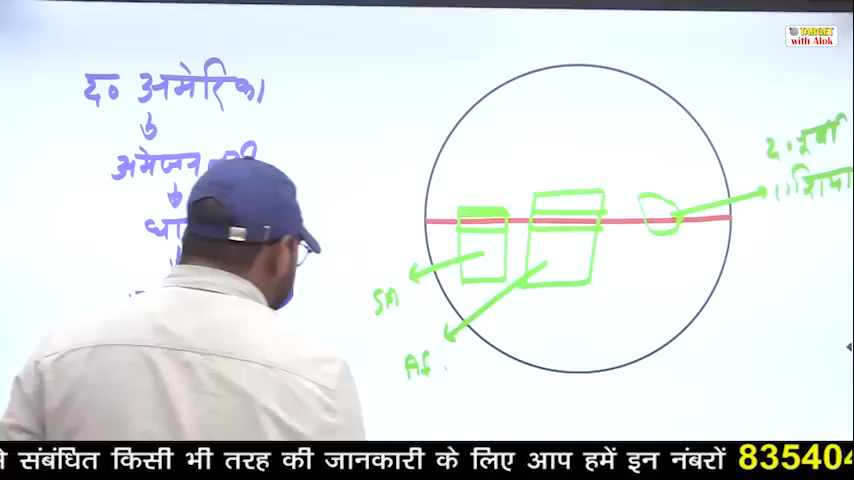 TARGET
with Alok
द० अमेरिका
अमेजन
द० पूर्वी
SA
Af.
से संबंधित किसी भी तरह की जानकारी के लिए आप हमें इन नंबरों 835404